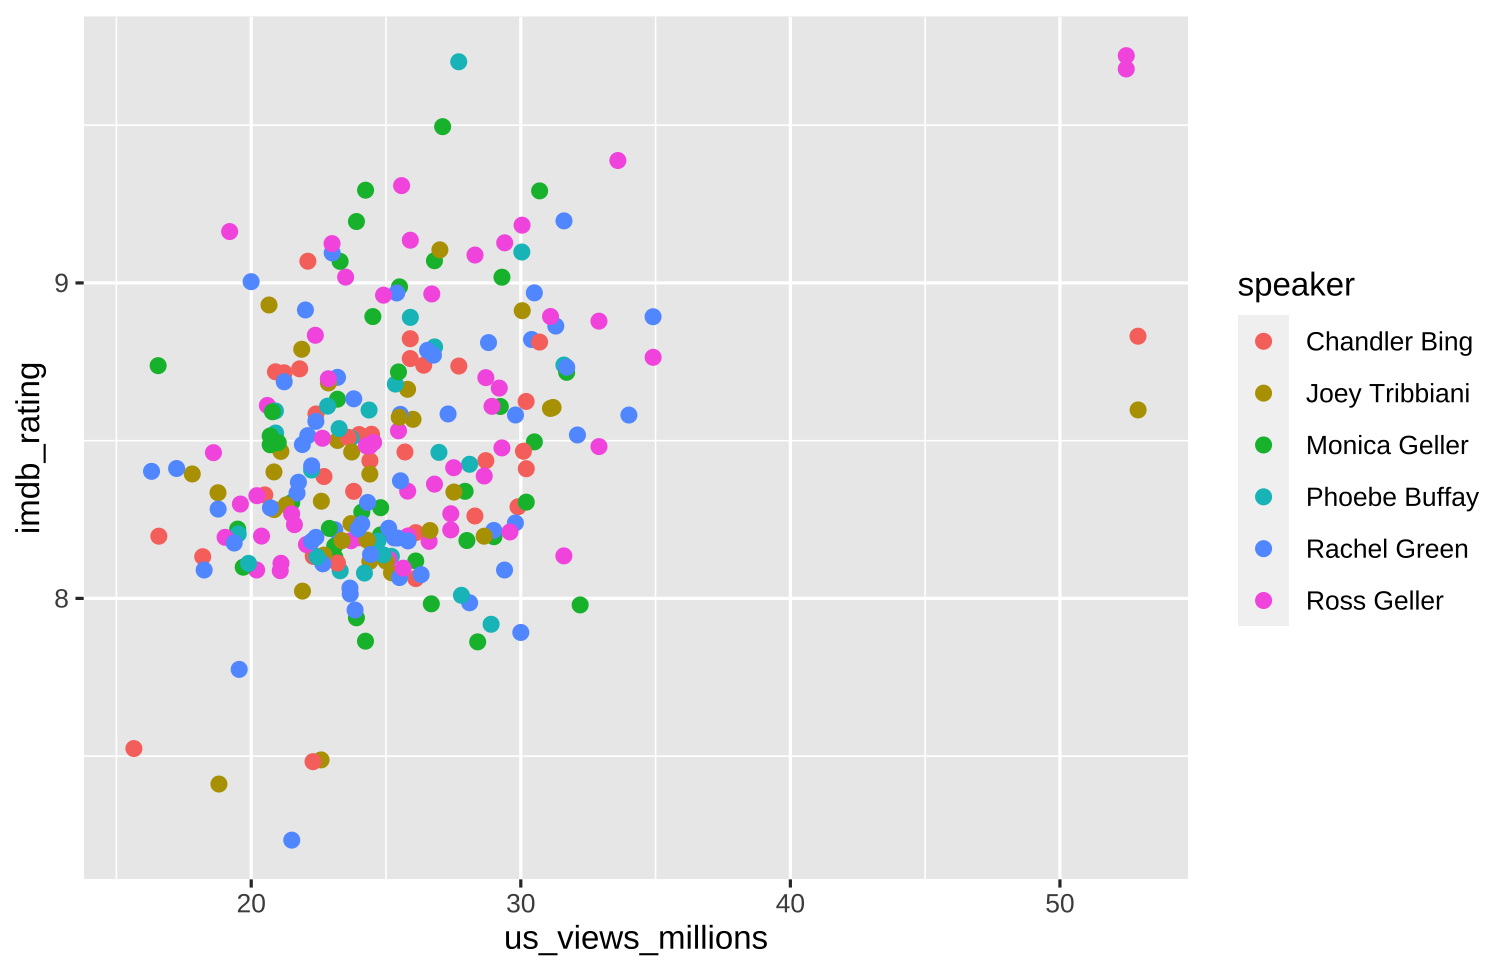 imdb_rating
9
8
20 30 40 50
us_views_millions
speaker
Chandler Bing
Joey Tribbiani
Monica Geller
Phoebe Buffay
Rachel Green
Ross Geller